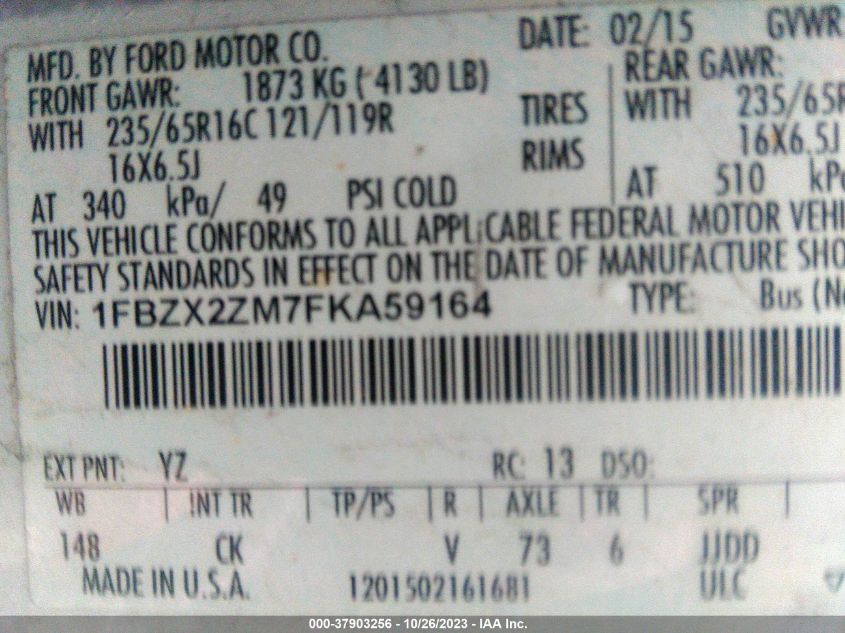 MFD. BY FORD MOTOR CO. DATE: 02/15 GVWR
FRONT GAWR: 1873 KG ( 4130 LB) REAR GAWR:
WITH 235/65R16C 121/119R TIRES WITH 235/65R
16X6.5J RIMS 16X6.5J
AT 340 kPa/ 49 PSI COLD AT 510 kPa
THIS VEHICLE CONFORMS TO ALL APPLICABLE FEDERAL MOTOR VEHI
SAFETY STANDARDS IN EFFECT ON THE DATE OF MANUFACTURE SHO
VIN: 1FBZX2ZM7FKA59164 TYPE: Bus (No
EXT PNT: YZ RC: 13 DSO:
WB | INT TR | TP/PS | R | AXLE | TR | SPR |
148 CK V 73 6 JJDD
MADE IN U.S.A. 1201502161681 ULC
000-37903256 - 10/26/2023 - IAA Inc.